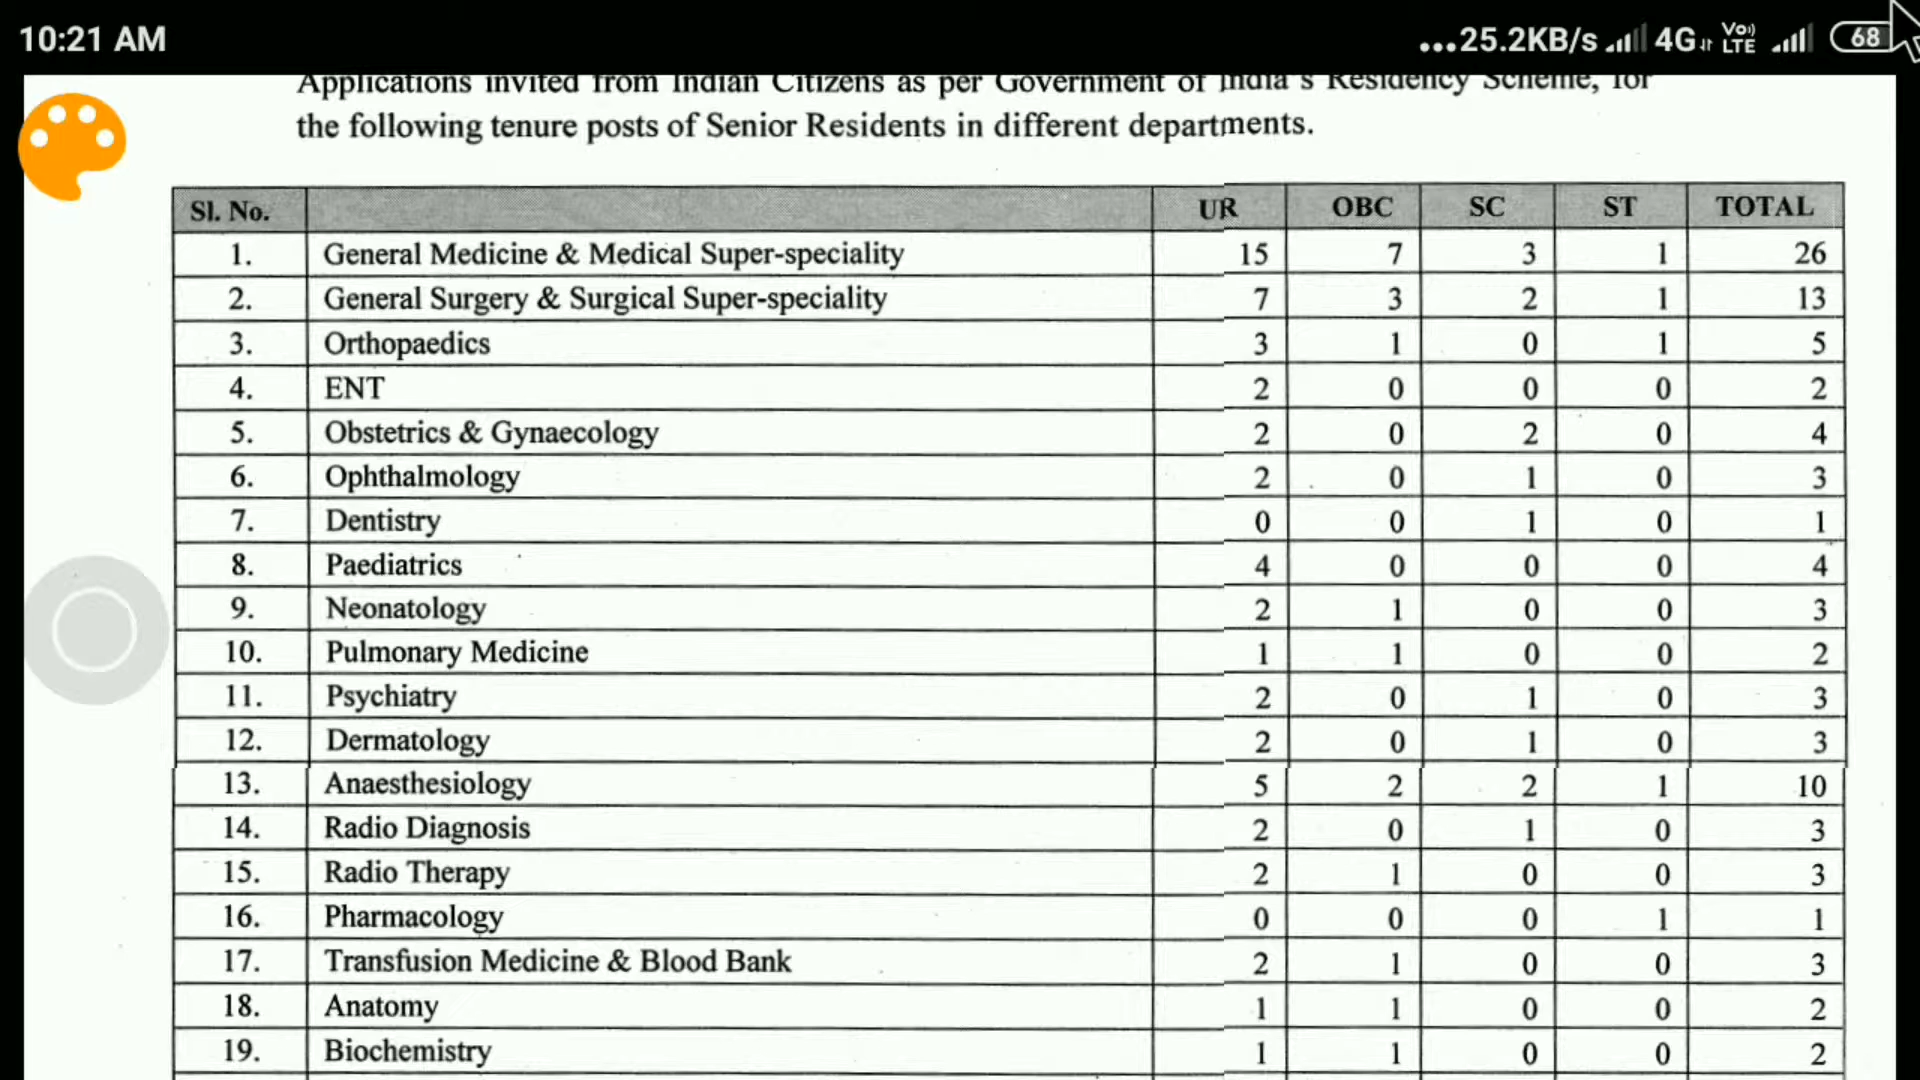 10:21 AM ...25.2KB/s 4G VoLTE 68
Applications invited from Indian Citizens as per Government of India's Residency Scheme, for
the following tenure posts of Senior Residents in different departments.
Sl. No. UR OBC SC ST TOTAL
1. General Medicine & Medical Super-speciality 15 7 3 1 26
2. General Surgery & Surgical Super-speciality 7 3 2 1 13
3. Orthopaedics 3 1 0 1 5
4. ENT 2 0 0 0 2
5. Obstetrics & Gynaecology 2 0 2 0 4
6. Ophthalmology 2 0 1 0 3
7. Dentistry 0 0 1 0 1
8. Paediatrics 4 0 0 0 4
9. Neonatology 2 1 0 0 3
10. Pulmonary Medicine 1 1 0 0 2
11. Psychiatry 2 0 1 0 3
12. Dermatology 2 0 1 0 3
13. Anaesthesiology 5 2 2 1 10
14. Radio Diagnosis 2 0 1 0 3
15. Radio Therapy 2 1 0 0 3
16. Pharmacology 0 0 0 1 1
17. Transfusion Medicine & Blood Bank 2 1 0 0 3
18. Anatomy 1 1 0 0 2
19. Biochemistry 1 1 0 0 2